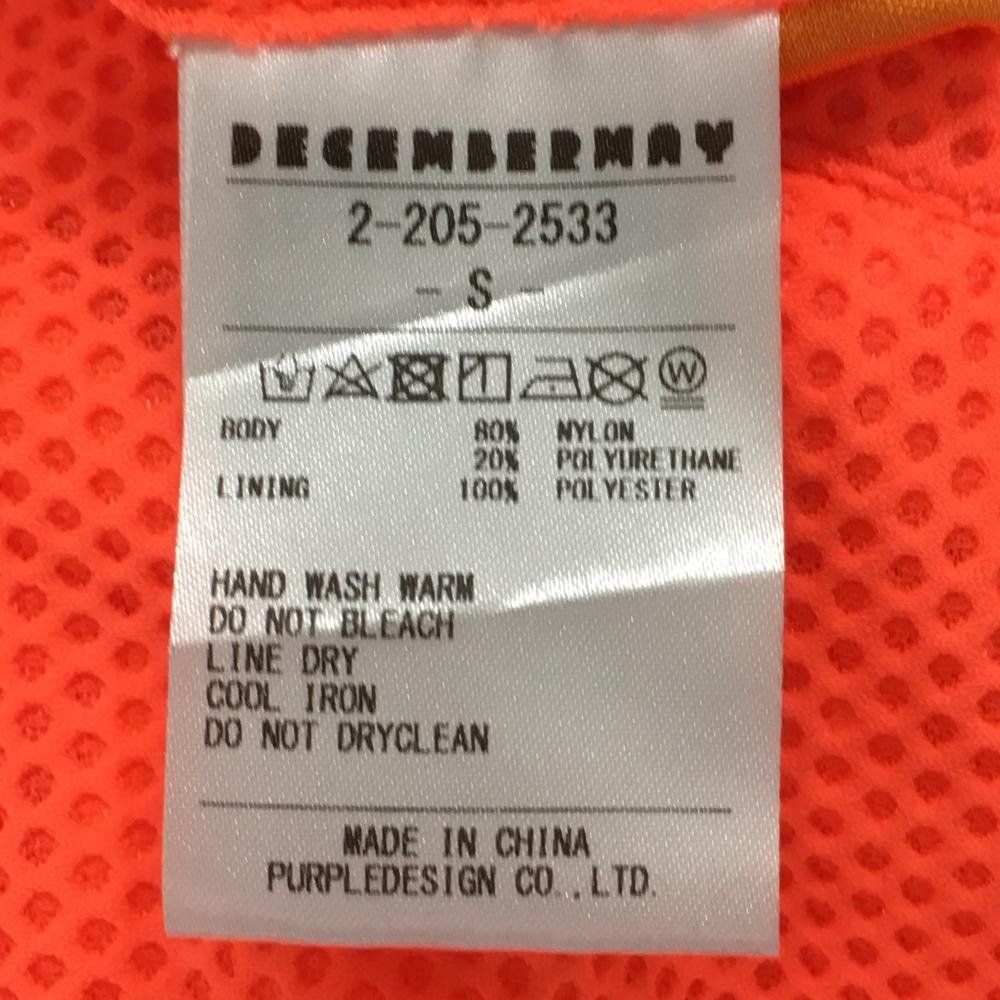 DECEMBERMAY
2-205-2533
- S -
W
BODY 80% NYLON
20% POLYURETHANE
LINING 100% POLYESTER
HAND WASH WARM
DO NOT BLEACH
LINE DRY
COOL IRON
DO NOT DRYCLEAN
MADE IN CHINA
PURPLEDESIGN CO.,LTD.